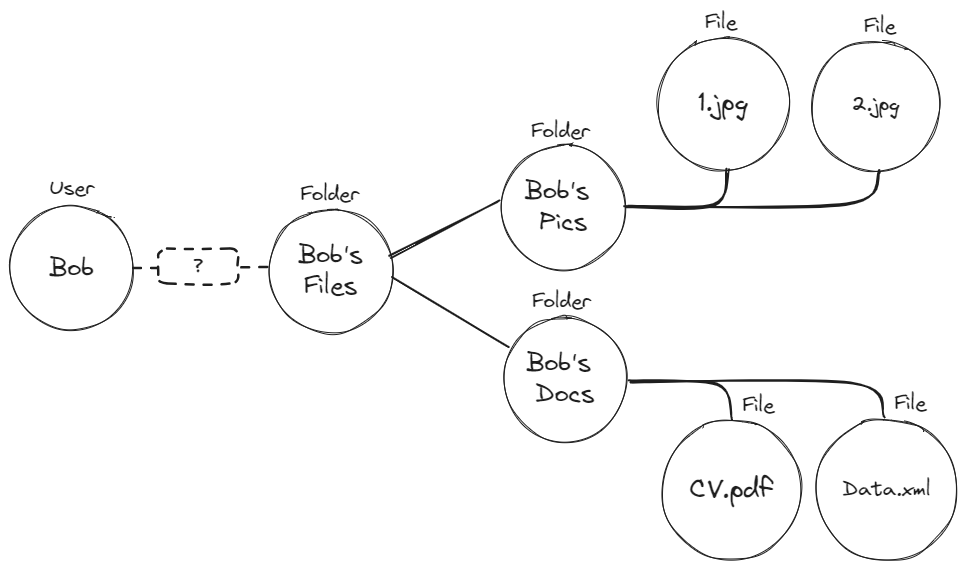 User
Bob
?
Folder
Bob's
Files
Folder
Bob's
Pics
File
1.jpg
File
2.jpg
Folder
Bob's
Docs
File
CV.pdf
File
Data.xml